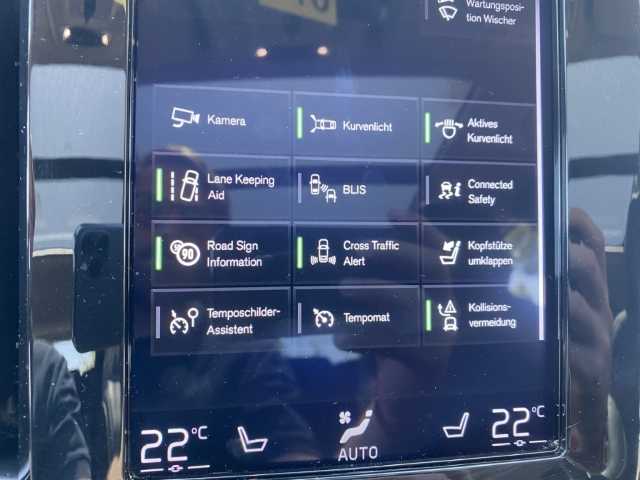 Wartungsposi-
tion Wischer
Kamera
Kurvenlicht
Aktives
Kurvenlicht
Lane Keeping
Aid
BLIS
Connected
Safety
90
Road Sign
Information
Cross Traffic
Alert
Kopfstütze
umklappen
Temposchilder-
Assistent
Tempomat
Kollisions-
vermeidung
22°C
AUTO
22°C